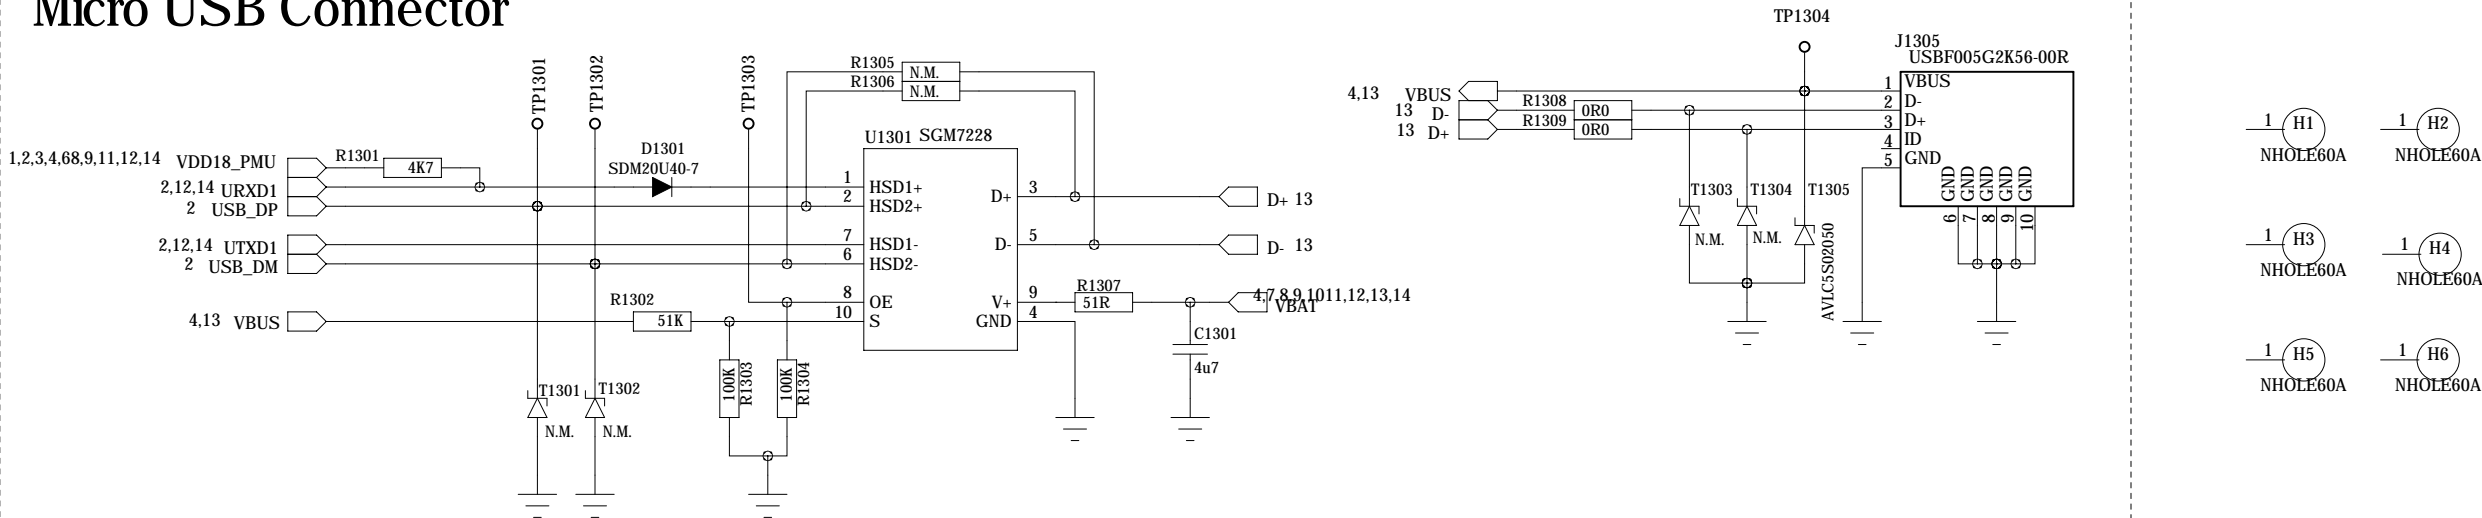 Micro USB Connector
TP1301
TP1302
TP1303
R1305
N.M.
R1306
N.M.
U1301 SGM7228
1,2,3,4,68,9,11,12,14 VDD18_PMU
R1301
4K7
D1301
SDM20U40-7
2,12,14 URXD1
2 USB_DP
2,12,14 UTXD1
2 USB_DM
4,13 VBUS
R1302
51K
1 HSD1+
2 HSD2+
7 HSD1-
6 HSD2-
8 OE
10 S
D+ 3
D- 5
V+ 9
GND 4
D+ 13
D- 13
R1307
51R
4,7,8,9,1011,12,13,14
VBAT
C1301
4u7
100K
R1303
100K
R1304
T1301
N.M.
T1302
N.M.
TP1304
J1305
USBF005G2K56-00R
4,13 VBUS
13 D-
13 D+
R1308
0R0
R1309
0R0
1 VBUS
2 D-
3 D+
4 ID
5 GND
GND GND GND GND GND
6 7 8 9 10
T1303
N.M.
T1304
N.M.
T1305
AVLC5S02050
1 H1
NHOLE60A
1 H2
NHOLE60A
1 H3
NHOLE60A
1 H4
NHOLE60A
1 H5
NHOLE60A
1 H6
NHOLE60A